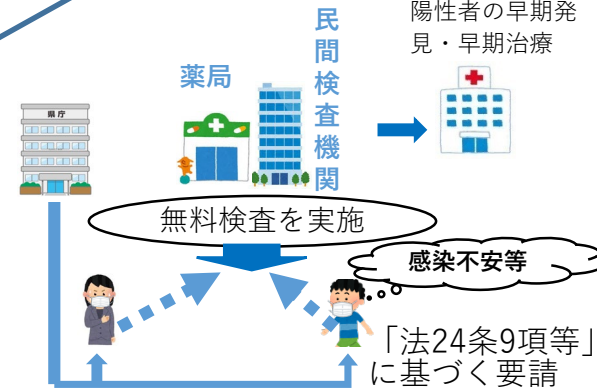 陽性者の早期発
見・早期治療
民間検査機関
薬局
県庁
無料検査を実施
感染不安等
「法24条9項等」
に基づく要請